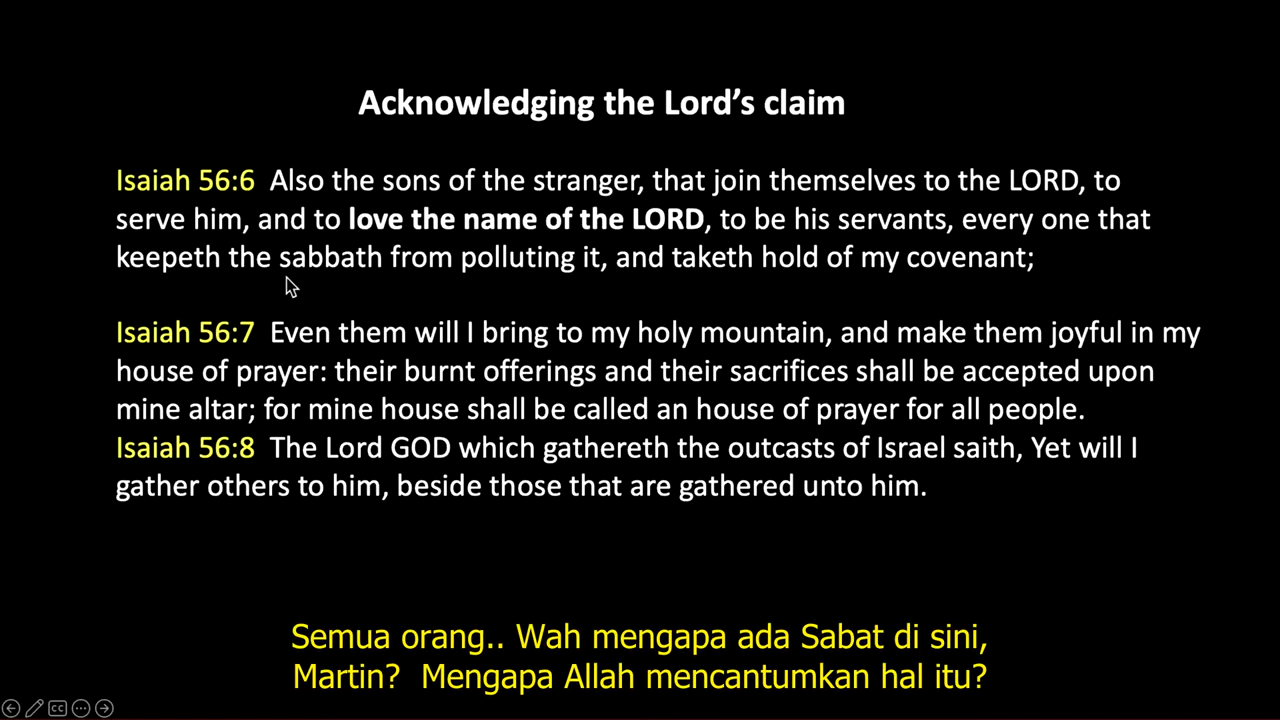 Acknowledging the Lord’s claim
Isaiah 56:6 Also the sons of the stranger, that join themselves to the LORD, to
serve him, and to love the name of the LORD, to be his servants, every one that
keepeth the sabbath from polluting it, and taketh hold of my covenant;
Isaiah 56:7 Even them will I bring to my holy mountain, and make them joyful in my
house of prayer: their burnt offerings and their sacrifices shall be accepted upon
mine altar; for mine house shall be called an house of prayer for all people.
Isaiah 56:8 The Lord GOD which gathereth the outcasts of Israel saith, Yet will I
gather others to him, beside those that are gathered unto him.
Semua orang.. Wah mengapa ada Sabat di sini,
Martin? Mengapa Allah mencantumkan hal itu?
CC